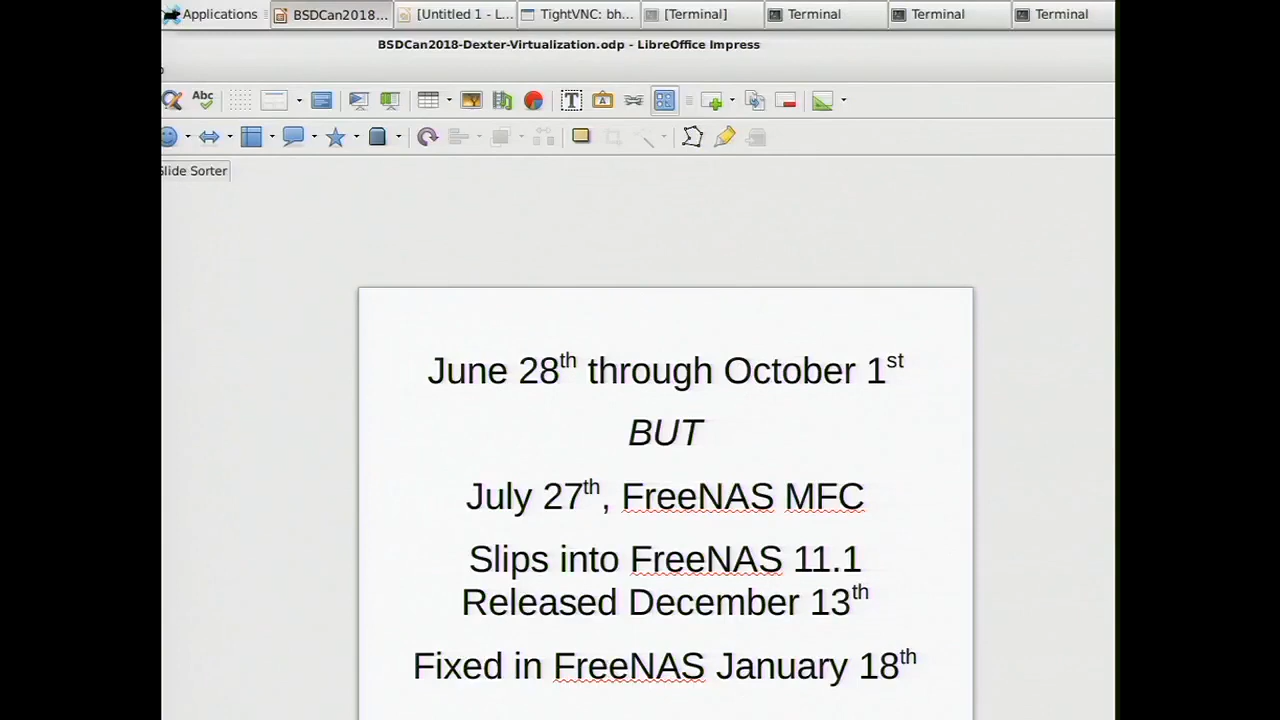 Applications BSDCan2018... [Untitled 1 - L... TightVNC: bh... [Terminal] Terminal Terminal Terminal
BSDCan2018-Dexter-Virtualization.odp - LibreOffice Impress
Abc
Slide Sorter
June 28th through October 1st
BUT
July 27th, FreeNAS MFC
Slips into FreeNAS 11.1
Released December 13th
Fixed in FreeNAS January 18th